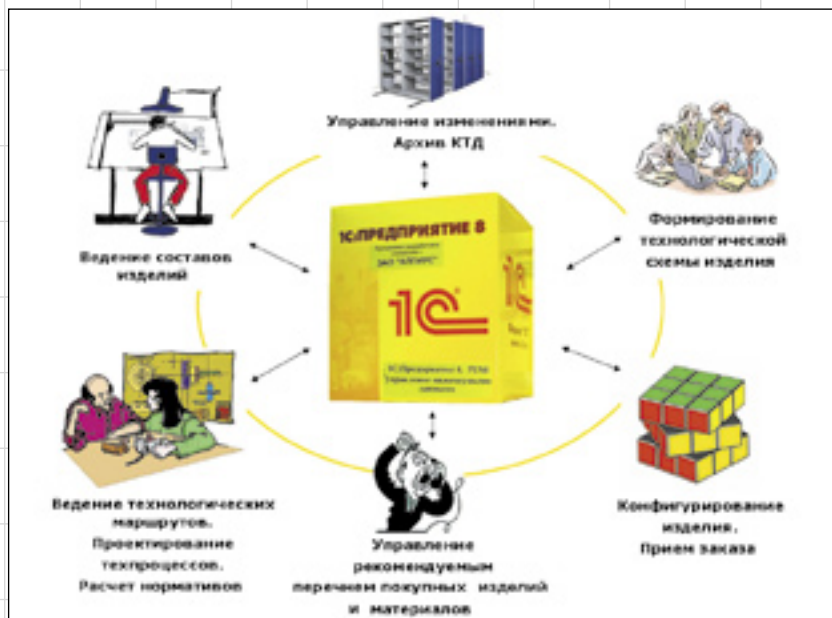 Управление изменениями.
Архив КТД
Формирование
технологической
схемы изделия
Ведение составов
изделий
1С:ПРЕДПРИЯТИЕ 8
1С
Ведение технологических
маршрутов.
Проектирование
техпроцессов.
Расчет нормативов
Управление
рекомендуемым
перечнем покупных изделий
и материалов
Конфигурирование
изделия.
Прием заказа